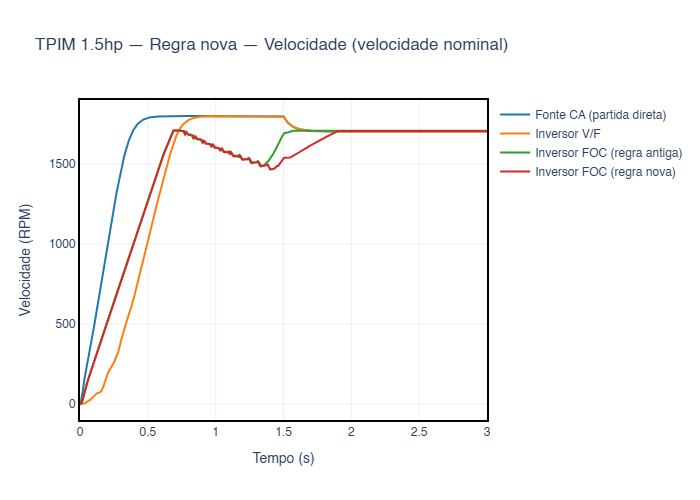 TPIM 1.5hp — Regra nova — Velocidade (velocidade nominal)
Fonte CA (partida direta)
Inversor V/F
Inversor FOC (regra antiga)
Inversor FOC (regra nova)
Velocidade (RPM)
1500
1000
500
0
0
0.5
1
1.5
2
2.5
3
Tempo (s)